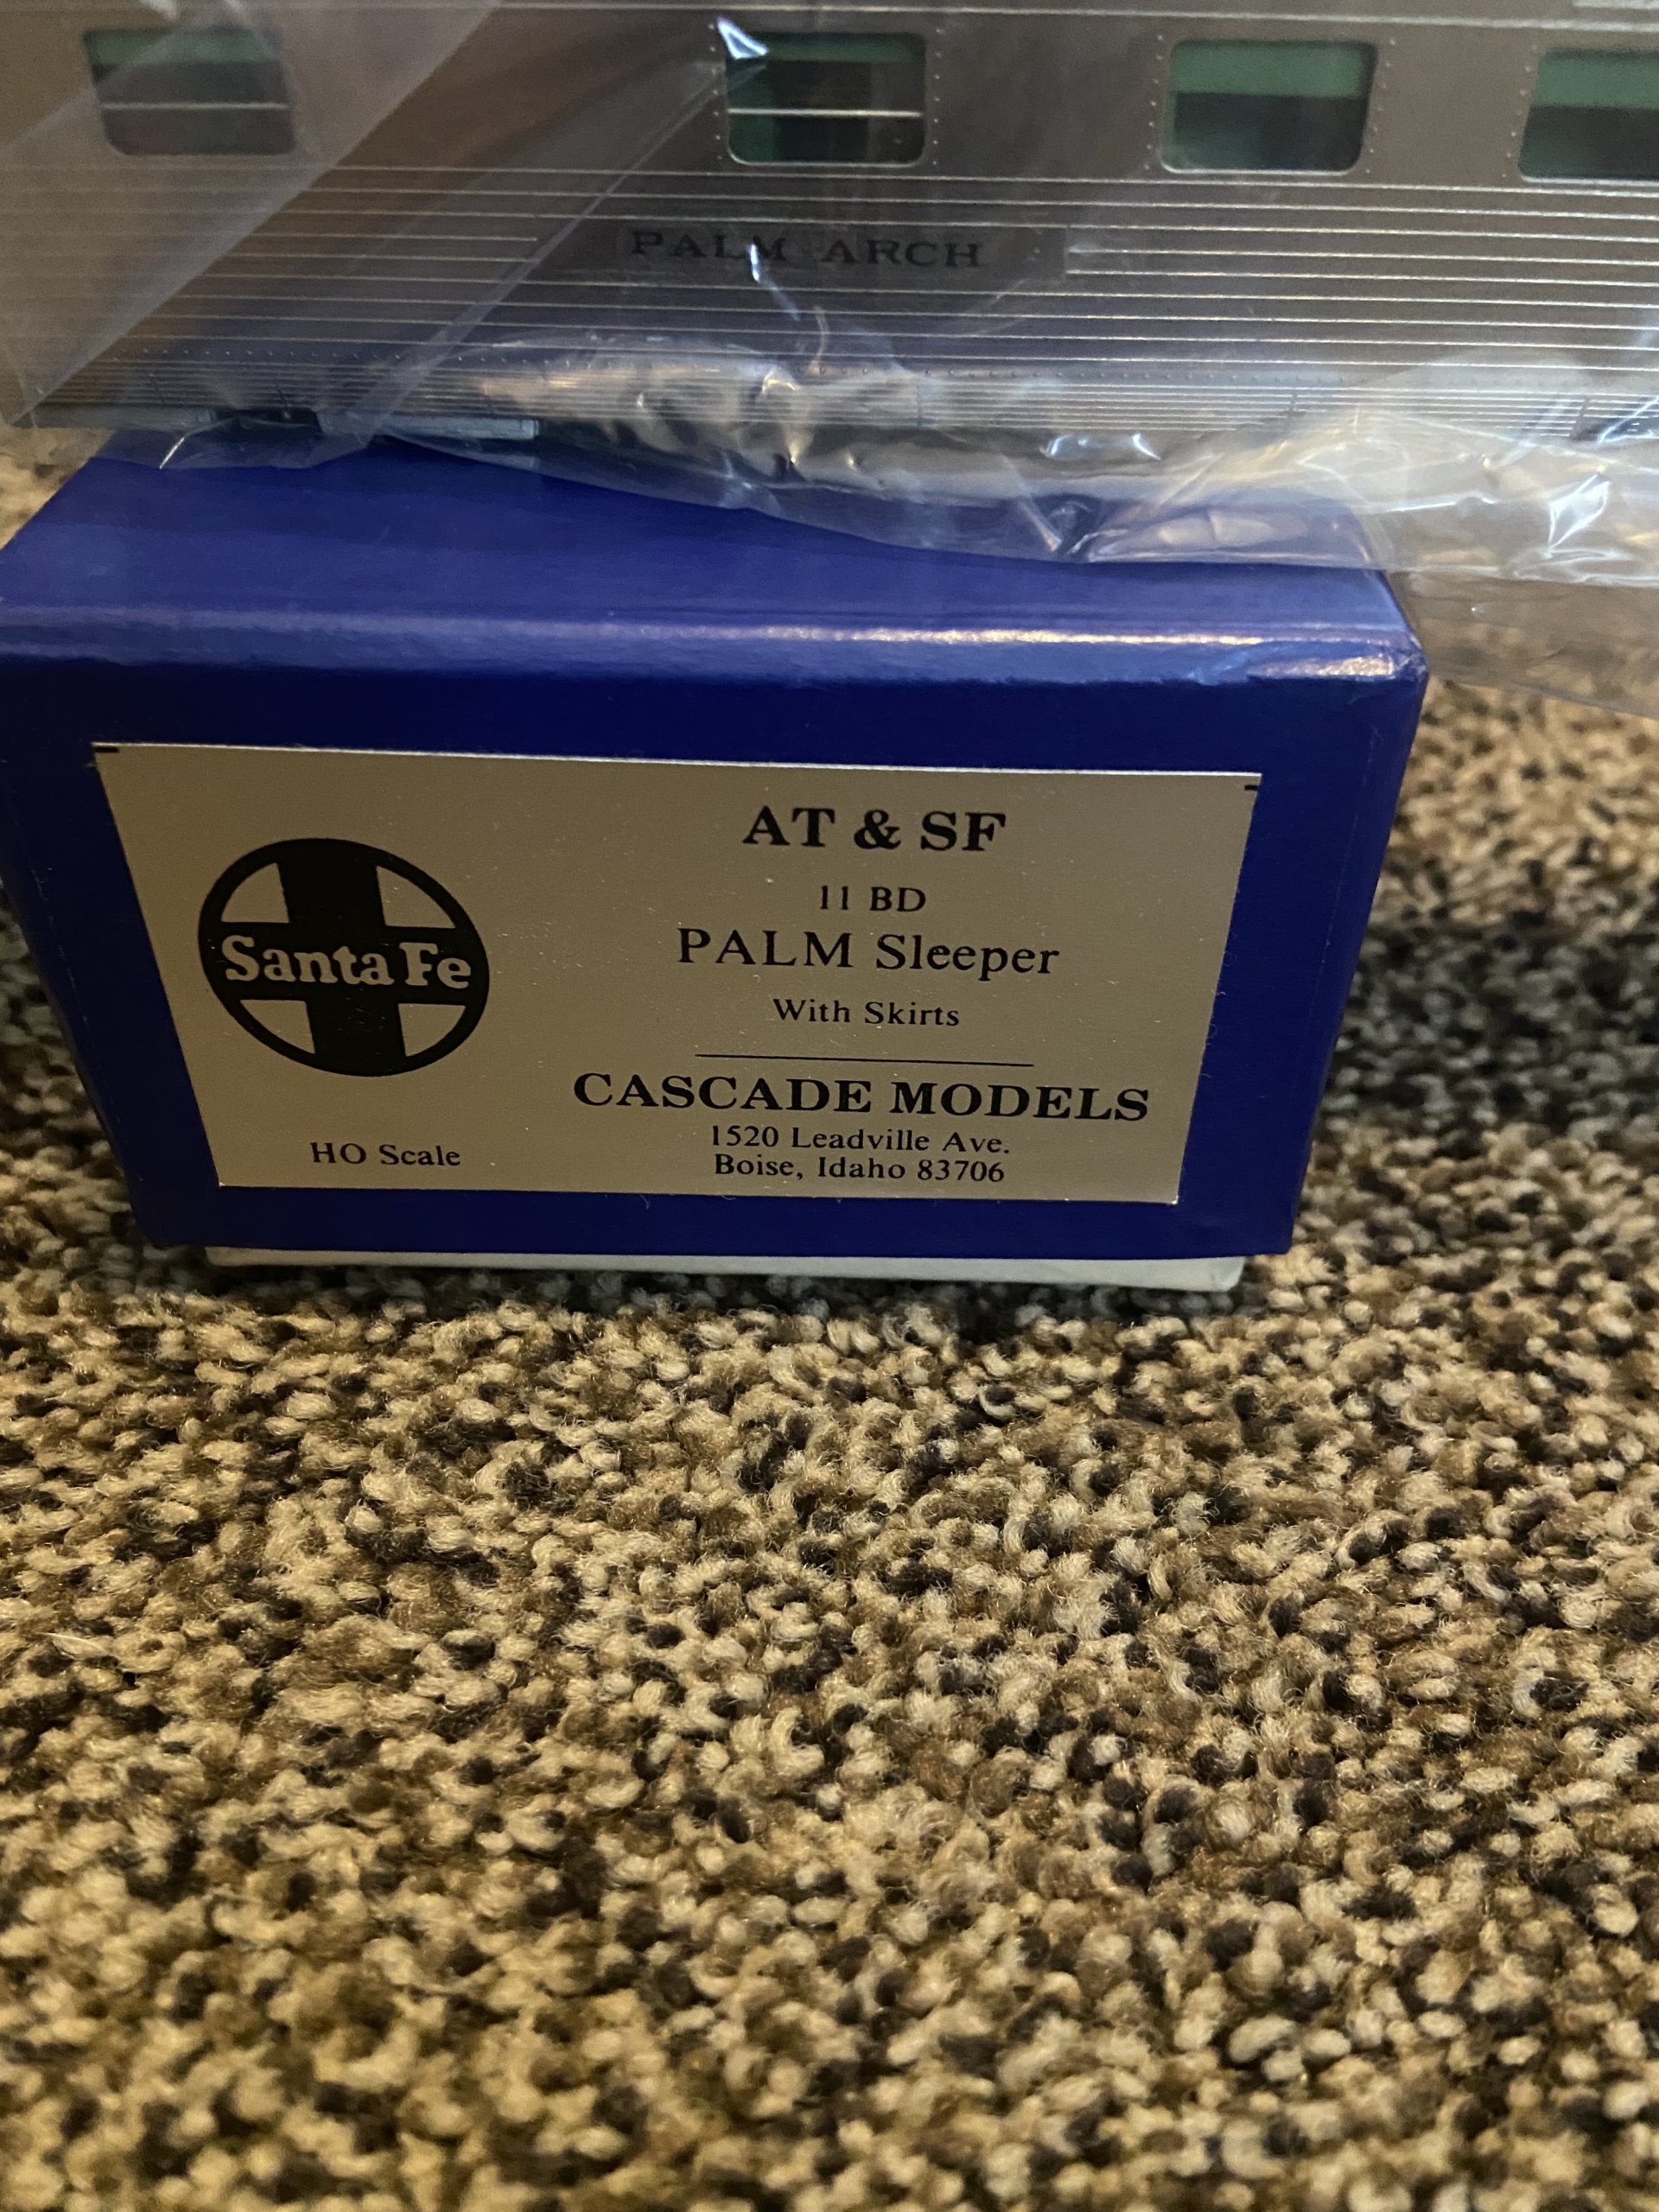 PALM ARCH
AT & SF
11 BD
PALM Sleeper
With Skirts
Santa Fe
CASCADE MODELS
1520 Leadville Ave.
Boise, Idaho 83706
HO Scale